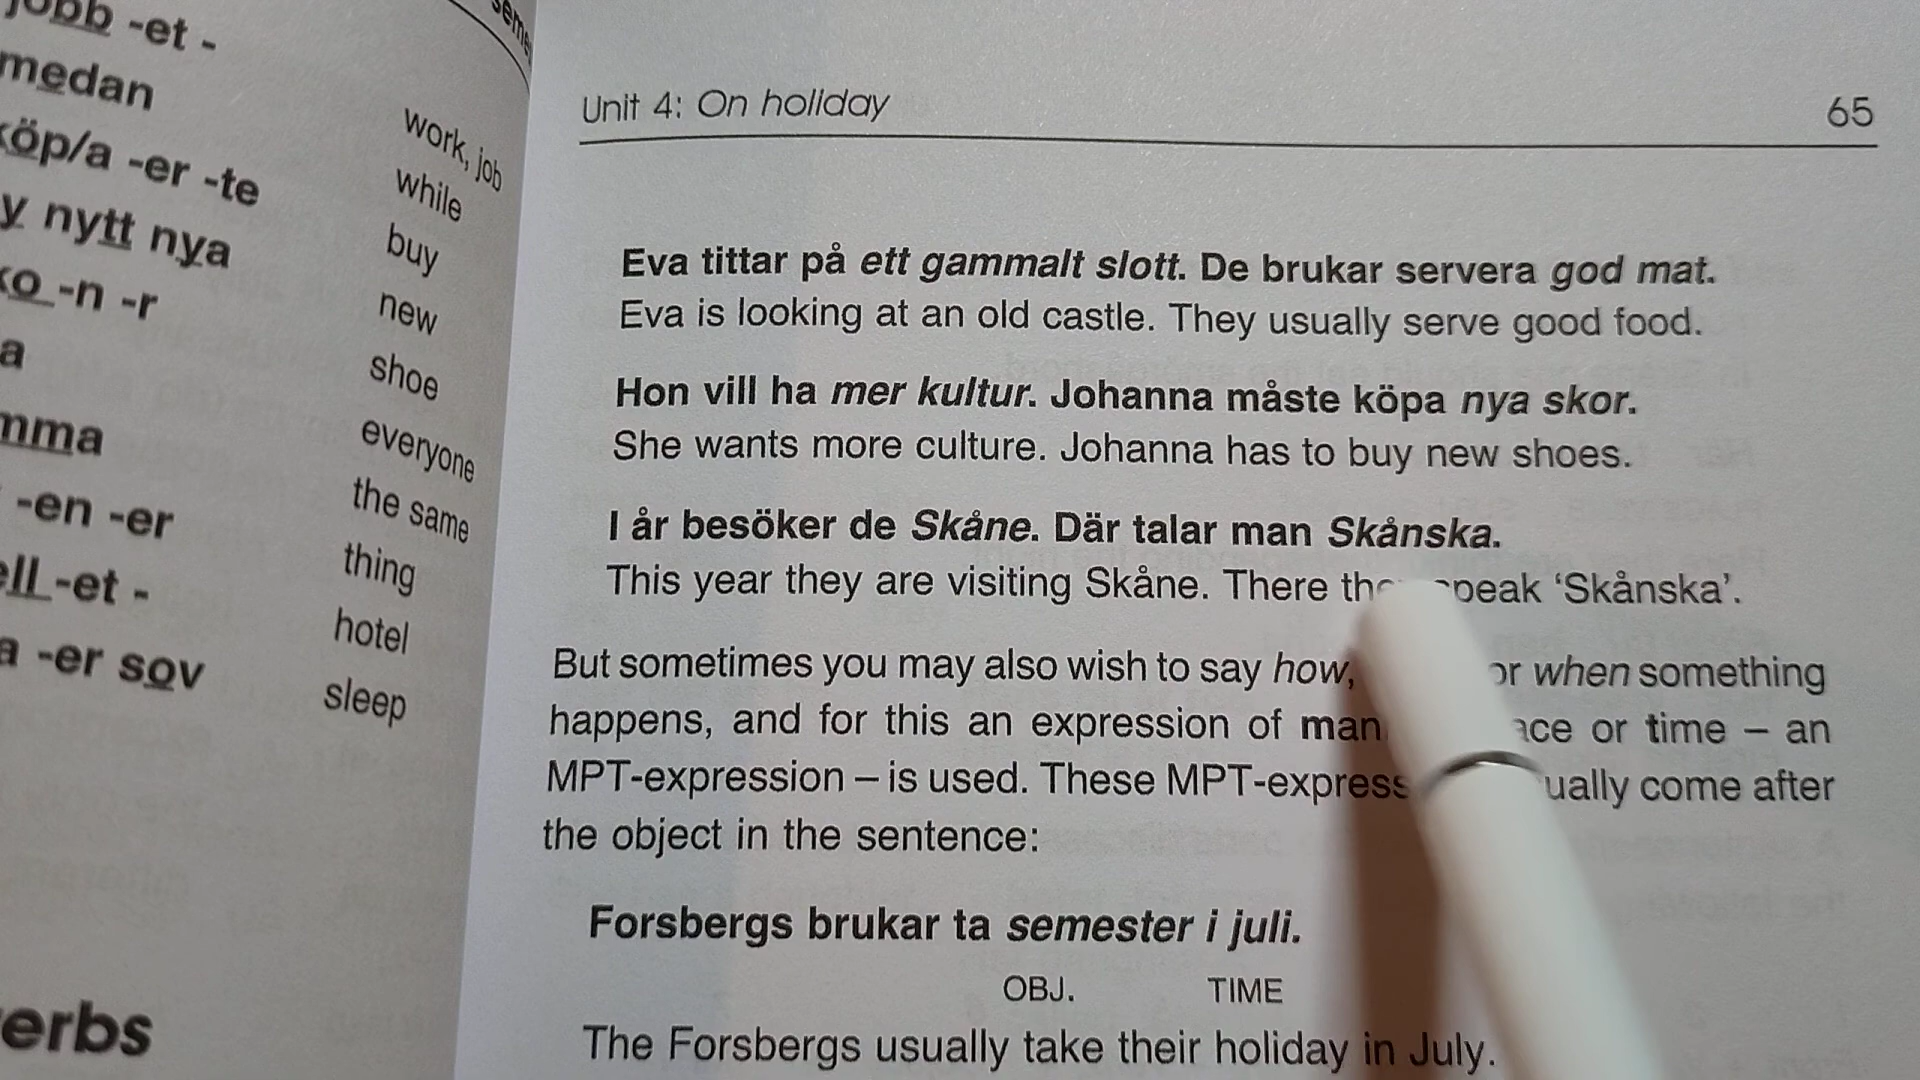 -et -
medan
köp/a -er -te
nytt nya
-n -r
-en -er
-et -
-er sov
work, job
while
buy
new
shoe
everyone
the same
thing
hotel
sleep
Unit 4: On holiday
65
Eva tittar på ett gammalt slott. De brukar servera god mat.
Eva is looking at an old castle. They usually serve good food.
Hon vill ha mer kultur. Johanna måste köpa nya skor.
She wants more culture. Johanna has to buy new shoes.
I år besöker de Skåne. Där talar man Skånska.
This year they are visiting Skåne. There speak ‘Skånska’.
But sometimes you may also wish to say how, or when something
happens, and for this an expression of or time – an
MPT-expression – is used. These come after
the object in the sentence:
Forsbergs brukar ta semester i juli.
OBJ. TIME
The Forsbergs usually take their holiday in July.